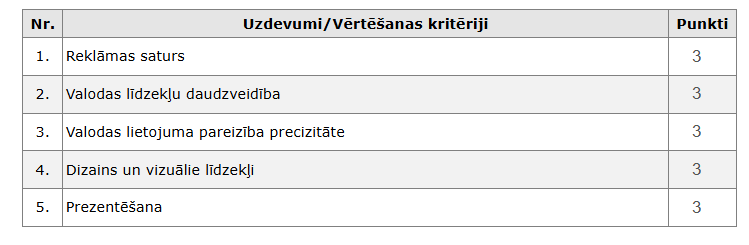 Nr. Uzdevumi/Vērtēšanas kritēriji Punkti
1. Reklāmas saturs 3
2. Valodas līdzekļu daudzveidība 3
3. Valodas lietojuma pareizība precizitāte 3
4. Dizains un vizuālie līdzekļi 3
5. Prezentēšana 3